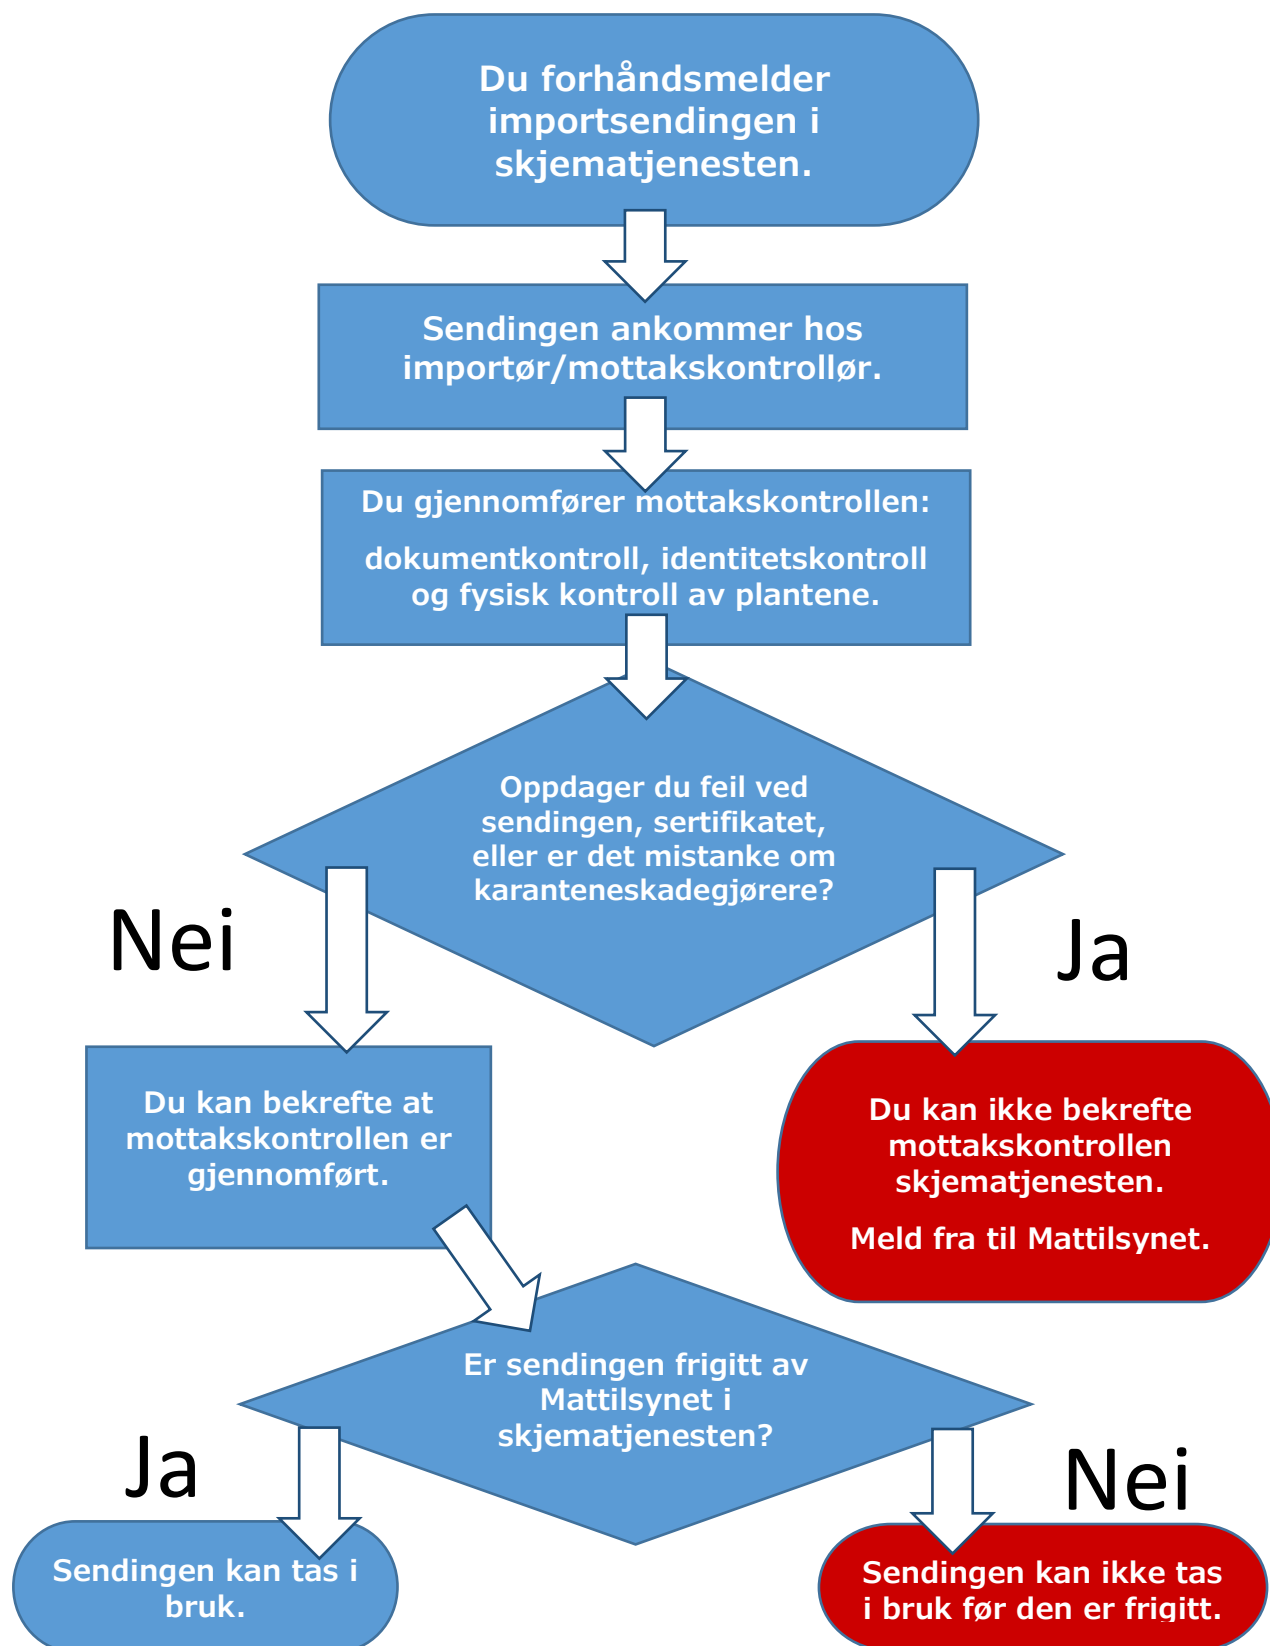 Du forhåndsmelder
importsendingen i
skjematjenesten.
Sendingen ankommer hos
importør/mottakskontrollør.
Du gjennomfører mottakskontrollen:
dokumentkontroll, identitetskontroll
og fysisk kontroll av plantene.
Oppdager du feil ved
sendingen, sertifikatet,
eller er det mistanke om
karanteneskadegjørere?
Nei
Ja
Du kan bekrefte at
mottakskontrollen er
gjennomført.
Du kan ikke bekrefte
mottakskontrollen
skjematjenesten.
Meld fra til Mattilsynet.
Er sendingen frigitt av
Mattilsynet i
skjematjenesten?
Ja
Nei
Sendingen kan tas i
bruk.
Sendingen kan ikke tas
i bruk før den er frigitt.